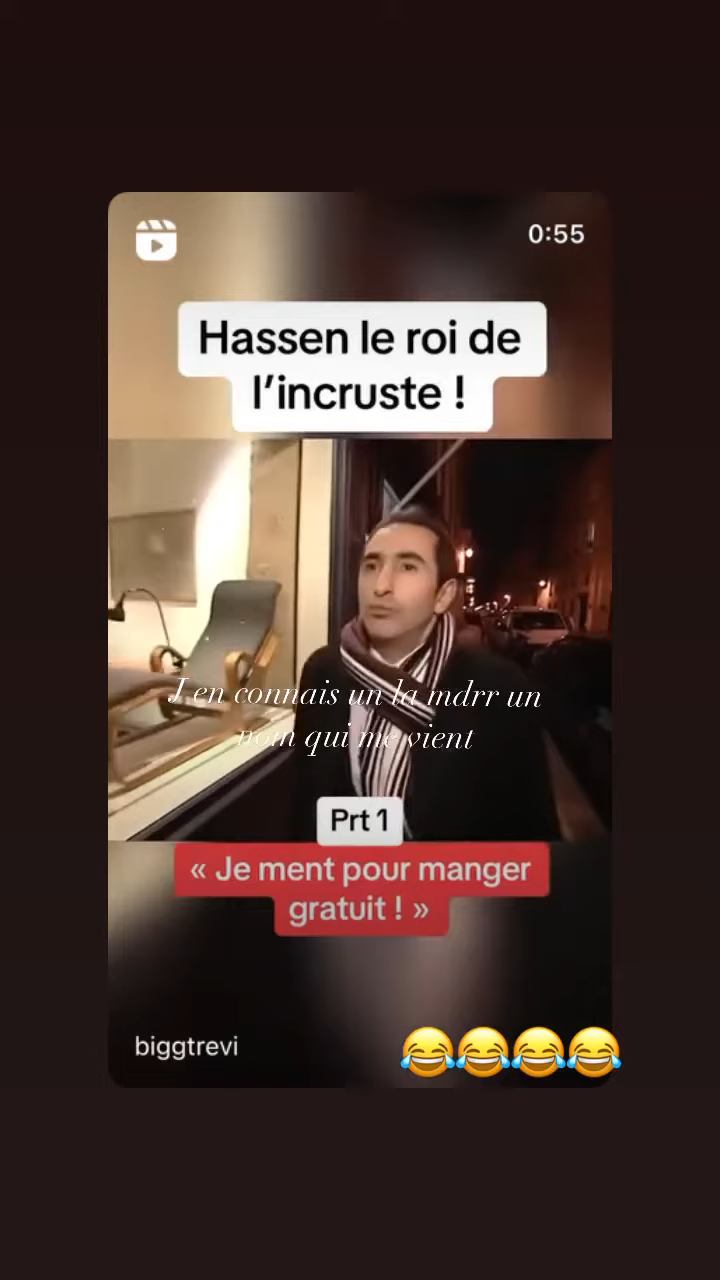 0:55
Hassen le roi de
l’incruste !
J en connais un la mdrr un
nom qui me vient
Prt 1
« Je ment pour manger
gratuit ! »
biggtrevi
😂😂😂😂